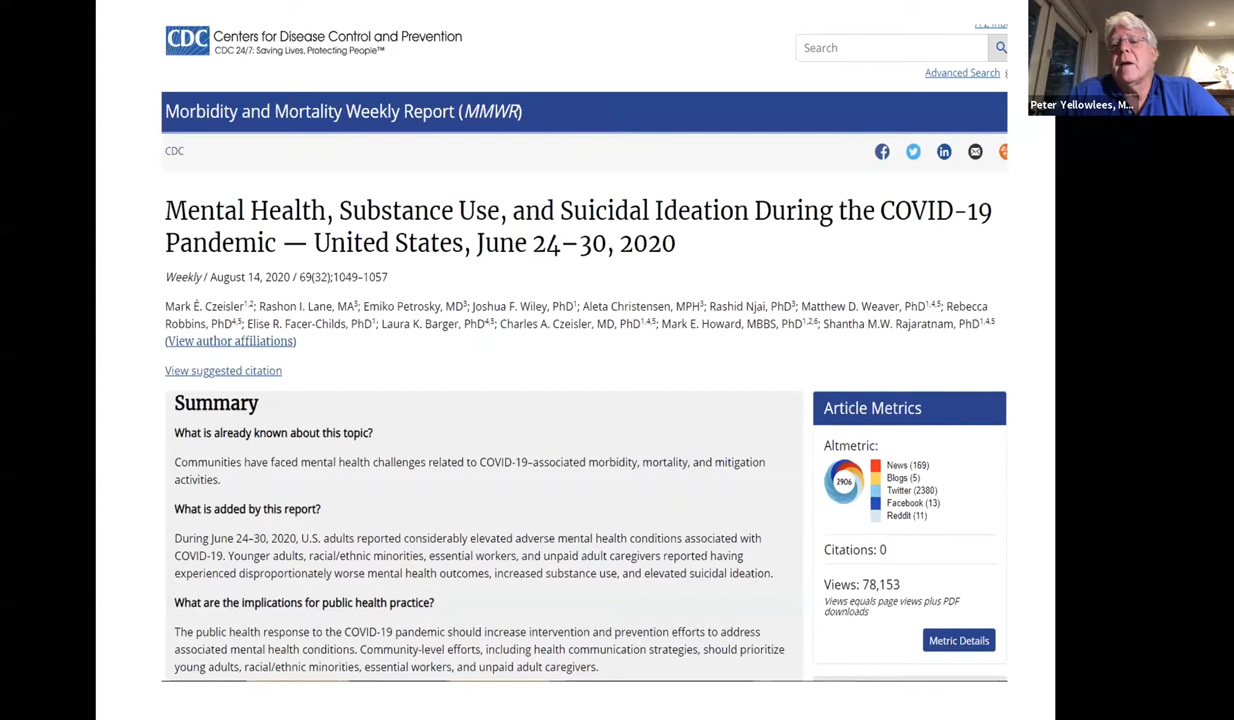 CDC Centers for Disease Control and Prevention
CDC 24/7: Saving Lives, Protecting People™
Search
Advanced Search
Peter Yellowlees, M...
Morbidity and Mortality Weekly Report (MMWR)
CDC
Mental Health, Substance Use, and Suicidal Ideation During the COVID-19
Pandemic — United States, June 24–30, 2020
Weekly / August 14, 2020 / 69(32);1049–1057
Mark É. Czeisler1,2; Rashon I. Lane, MA3; Emiko Petrosky, MD3; Joshua F. Wiley, PhD1; Aleta Christensen, MPH3; Rashid Njai, PhD3; Matthew D. Weaver, PhD1,4,5; Rebecca
Robbins, PhD4,5; Elise R. Facer-Childs, PhD1; Laura K. Barger, PhD4,5; Charles A. Czeisler, MD, PhD1,4,5; Mark E. Howard, MBBS, PhD1,2,6; Shantha M.W. Rajaratnam, PhD1,4,5
(View author affiliations)
View suggested citation
Summary
What is already known about this topic?
Communities have faced mental health challenges related to COVID-19–associated morbidity, mortality, and mitigation
activities.
What is added by this report?
During June 24–30, 2020, U.S. adults reported considerably elevated adverse mental health conditions associated with
COVID-19. Younger adults, racial/ethnic minorities, essential workers, and unpaid adult caregivers reported having
experienced disproportionately worse mental health outcomes, increased substance use, and elevated suicidal ideation.
What are the implications for public health practice?
The public health response to the COVID-19 pandemic should increase intervention and prevention efforts to address
associated mental health conditions. Community-level efforts, including health communication strategies, should prioritize
young adults, racial/ethnic minorities, essential workers, and unpaid adult caregivers.
Article Metrics
Altmetric:
2906
News (169)
Blogs (5)
Twitter (2380)
Facebook (13)
Reddit (11)
Citations: 0
Views: 78,153
Views equals page views plus PDF
downloads
Metric Details